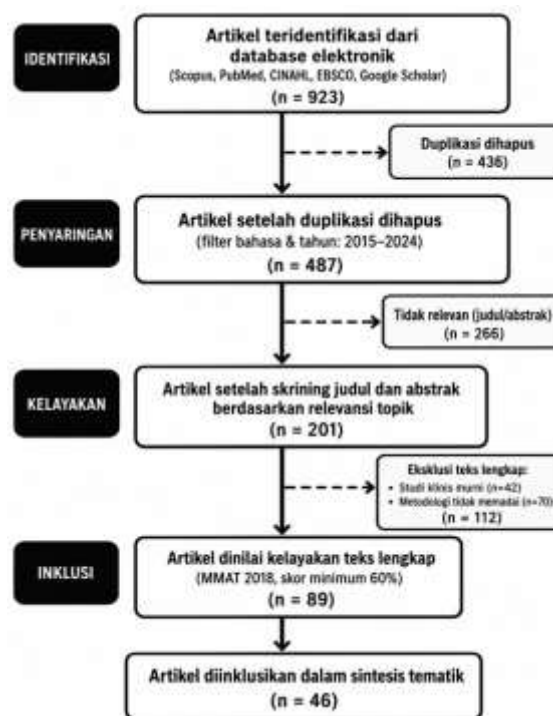 IDENTIFIKASI
Artikel teridentifikasi dari
database elektronik
(Scopus, PubMed, CINAHL, EBSCO, Google Scholar)
(n = 923)
Duplikasi dihapus
(n = 436)
PENYARINGAN
Artikel setelah duplikasi dihapus
(filter bahasa & tahun: 2015–2024)
(n = 487)
Tidak relevan (judul/abstrak)
(n = 266)
KELAYAKAN
Artikel setelah skrining judul dan abstrak
berdasarkan relevansi topik
(n = 201)
Eksklusi teks lengkap:
• Studi klinis murni (n=42)
• Metodologi tidak memadai (n=70)
(n = 112)
INKLUSI
Artikel dinilai kelayakan teks lengkap
(MMAT 2018, skor minimum 60%)
(n = 89)
Artikel diinklusikan dalam sintesis tematik
(n = 46)